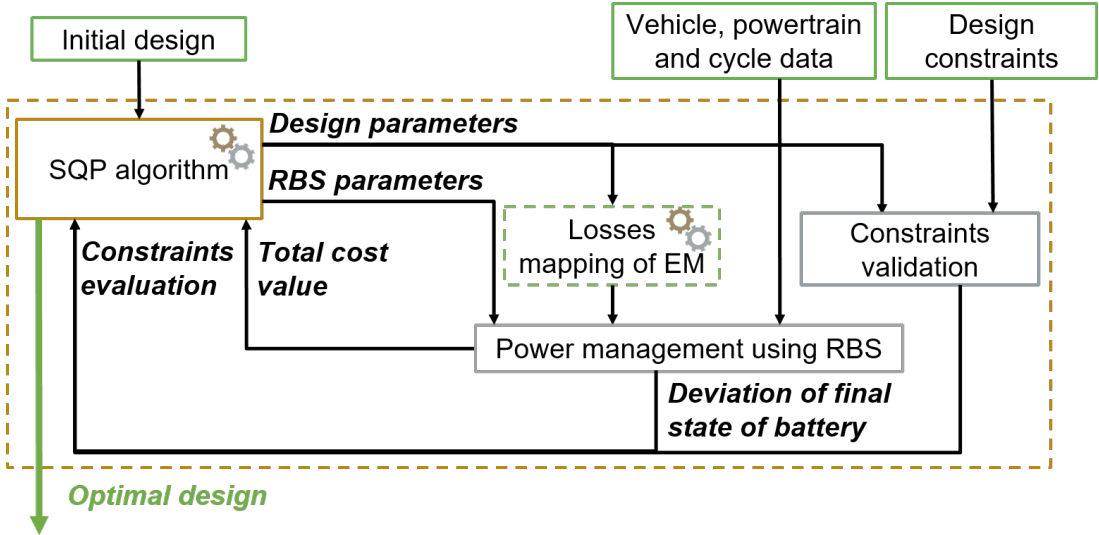 Initial design
Vehicle, powertrain
and cycle data
Design
constraints
Design parameters
SQP algorithm
RBS parameters
Losses
mapping of EM
Constraints
validation
Constraints
evaluation
Total cost
value
Power management using RBS
Deviation of final
state of battery
Optimal design